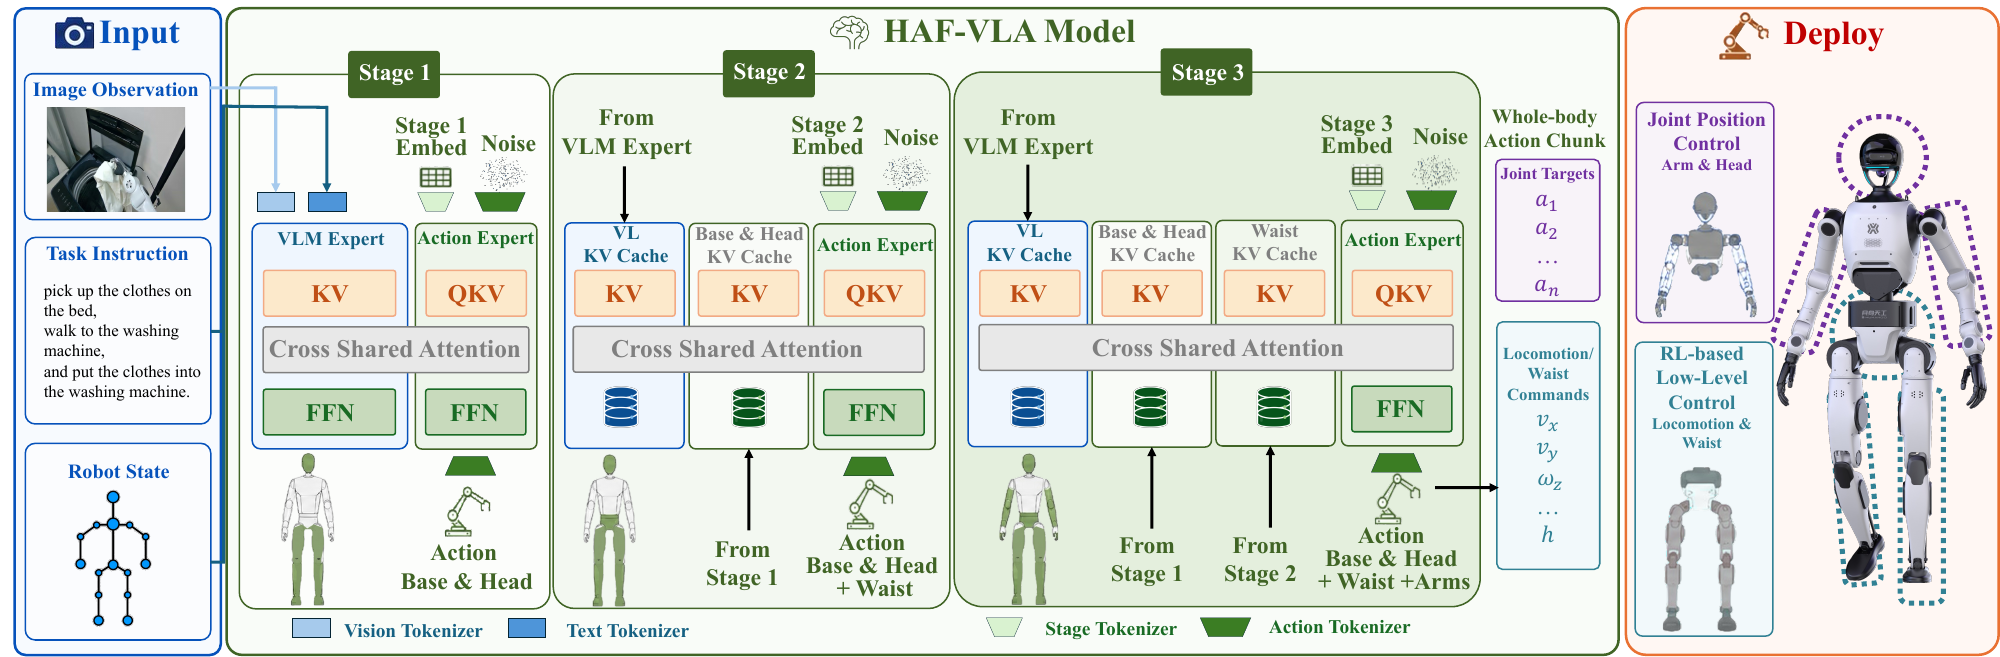 Input
Image Observation
Task Instruction
pick up the clothes on
the bed,
walk to the washing
machine,
and put the clothes into
the washing machine.
Robot State
HAF-VLA Model
Stage 1
Stage 1
Embed
Noise
VLM Expert
Action Expert
KV
QKV
Cross Shared Attention
FFN
FFN
Action
Base & Head
Stage 2
From
VLM Expert
Stage 2
Embed
Noise
VL
KV Cache
Base & Head
KV Cache
Action Expert
KV
KV
QKV
Cross Shared Attention
FFN
From
Stage 1
Action
Base & Head
+ Waist
Stage 3
From
VLM Expert
Stage 3
Embed
Noise
VL
KV Cache
Base & Head
KV Cache
Waist
KV Cache
Action Expert
KV
KV
KV
QKV
Cross Shared Attention
FFN
From
Stage 1
From
Stage 2
Action
Base & Head
+ Waist +Arms
Whole-body
Action Chunk
Joint Targets
a₁
a₂
...
aₙ
Locomotion/
Waist
Commands
vₓ
v_y
ω_z
...
h
Vision Tokenizer
Text Tokenizer
Stage Tokenizer
Action Tokenizer
Deploy
Joint Position
Control
Arm & Head
RL-based
Low-Level
Control
Locomotion &
Waist